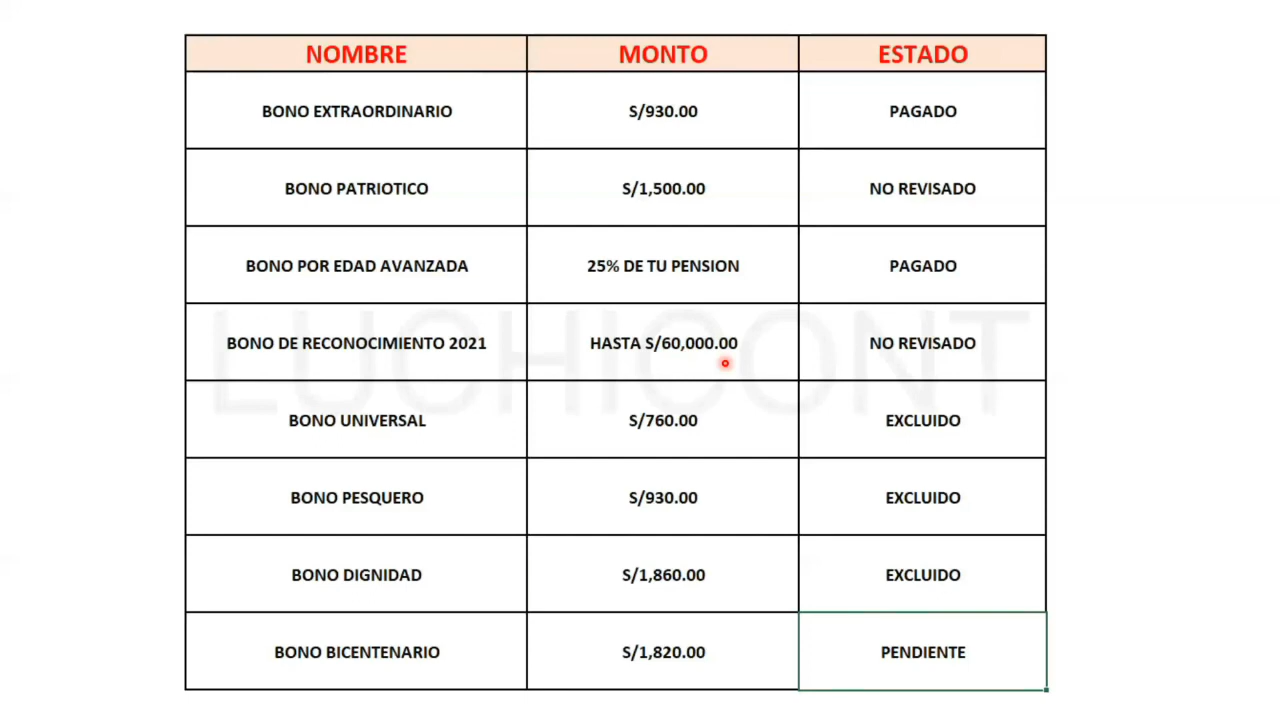 NOMBRE MONTO ESTADO
BONO EXTRAORDINARIO S/930.00 PAGADO
BONO PATRIOTICO S/1,500.00 NO REVISADO
BONO POR EDAD AVANZADA 25% DE TU PENSION PAGADO
LUCHICONT
BONO DE RECONOCIMIENTO 2021 HASTA S/60,000.00 NO REVISADO
BONO UNIVERSAL S/760.00 EXCLUIDO
BONO PESQUERO S/930.00 EXCLUIDO
BONO DIGNIDAD S/1,860.00 EXCLUIDO
BONO BICENTENARIO S/1,820.00 PENDIENTE